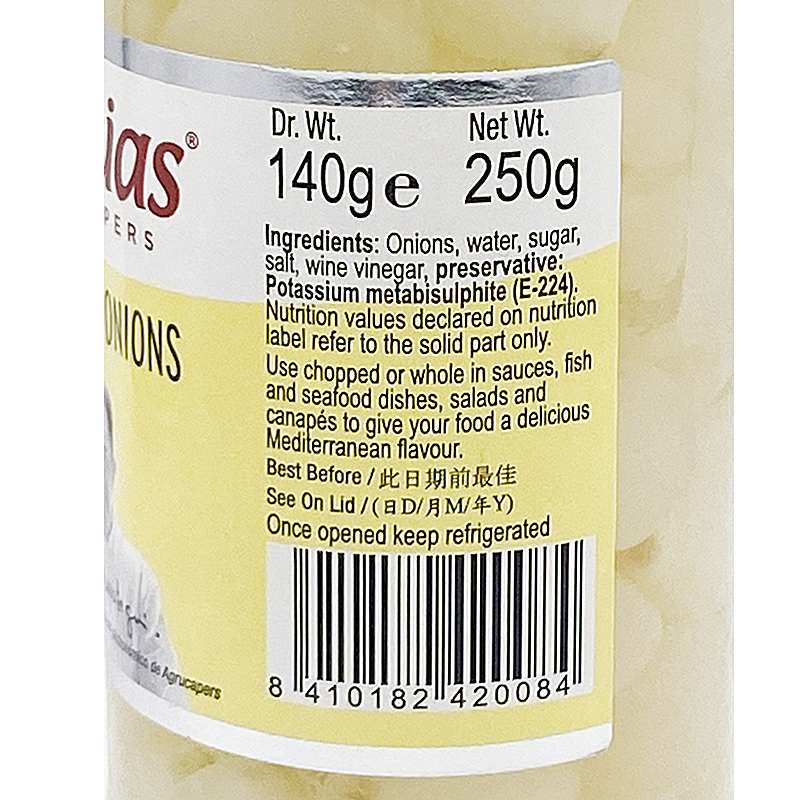 ias®
PERS
ONIONS
Dr. Wt.
Net Wt.
140g e
250g
Ingredients: Onions, water, sugar,
salt, wine vinegar, preservative:
Potassium metabisulphite (E-224).
Nutrition values declared on nutrition
label refer to the solid part only.
Use chopped or whole in sauces, fish
and seafood dishes, salads and
canapés to give your food a delicious
Mediterranean flavour.
Best Before / 此日期前最佳
See On Lid / (日D/月M/年Y)
Once opened keep refrigerated
de Agrucapers
8 410182 420084